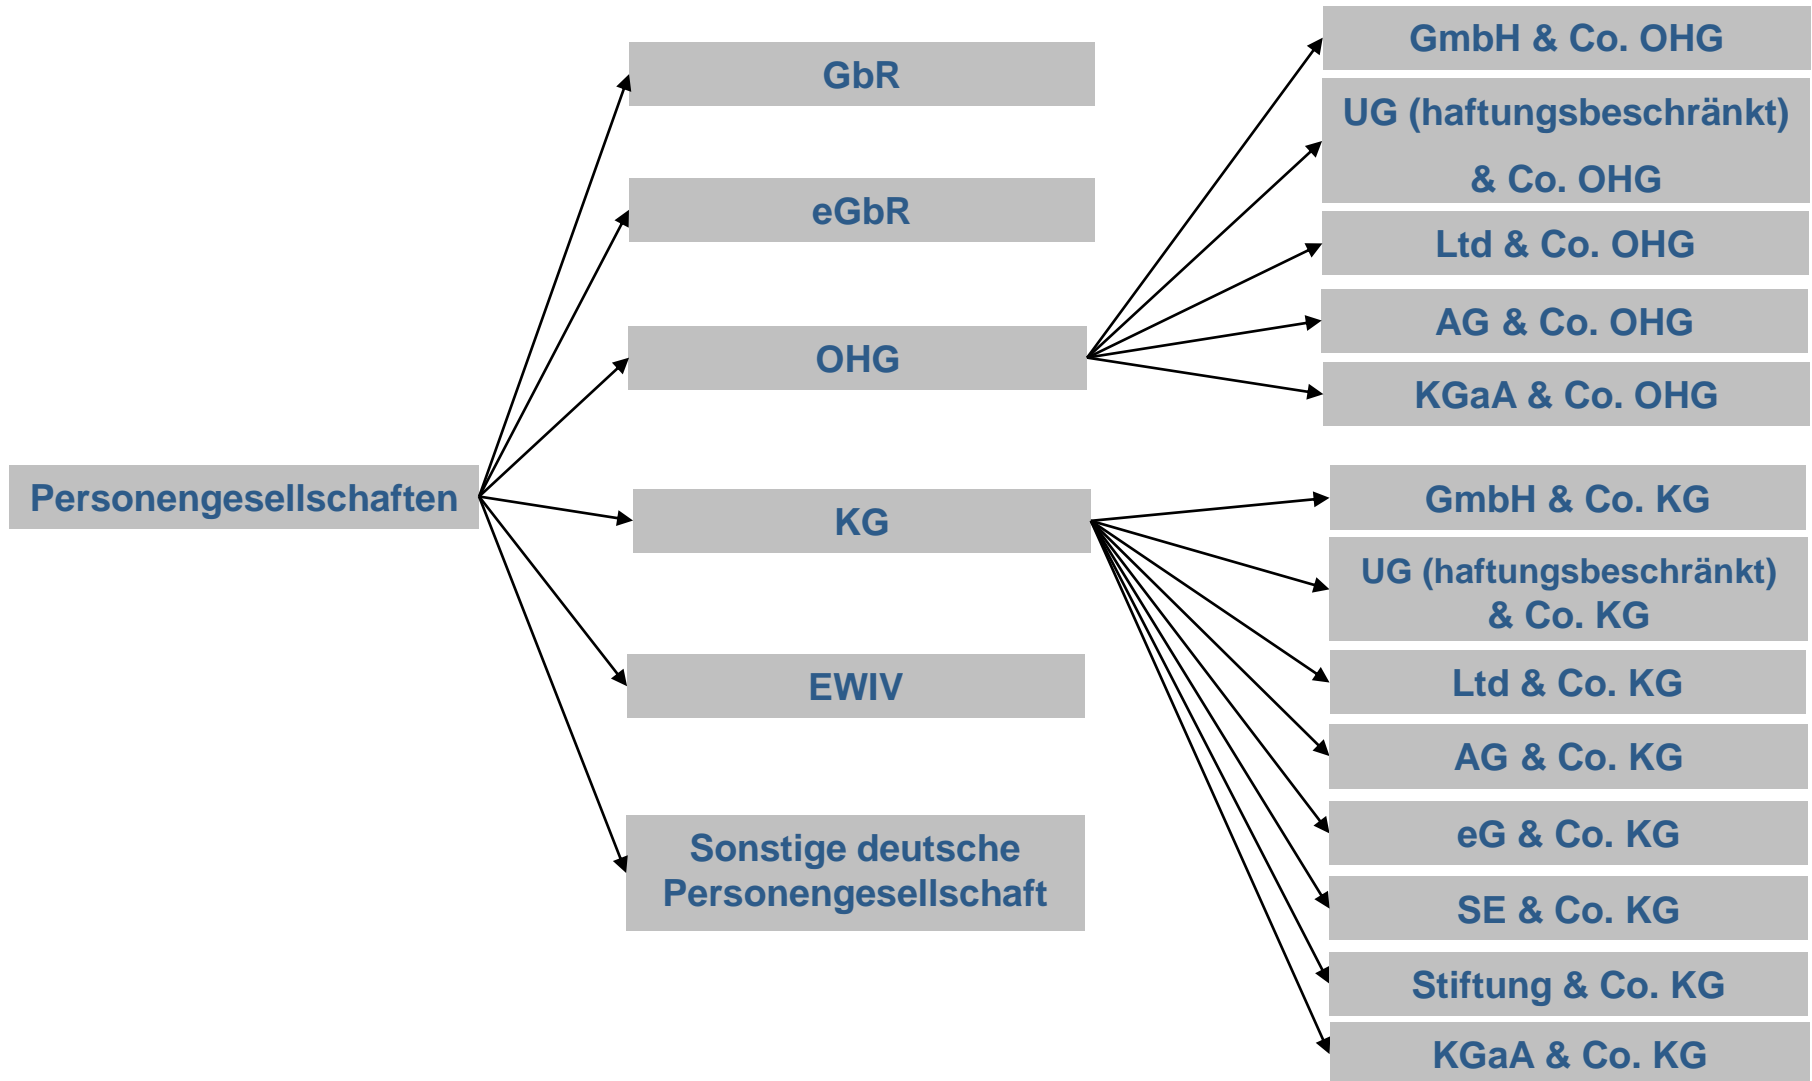 Personengesellschaften
GbR
eGbR
OHG
KG
EWIV
Sonstige deutsche
Personengesellschaft
GmbH & Co. OHG
UG (haftungsbeschränkt)
& Co. OHG
Ltd & Co. OHG
AG & Co. OHG
KGaA & Co. OHG
GmbH & Co. KG
UG (haftungsbeschränkt)
& Co. KG
Ltd & Co. KG
AG & Co. KG
eG & Co. KG
SE & Co. KG
Stiftung & Co. KG
KGaA & Co. KG